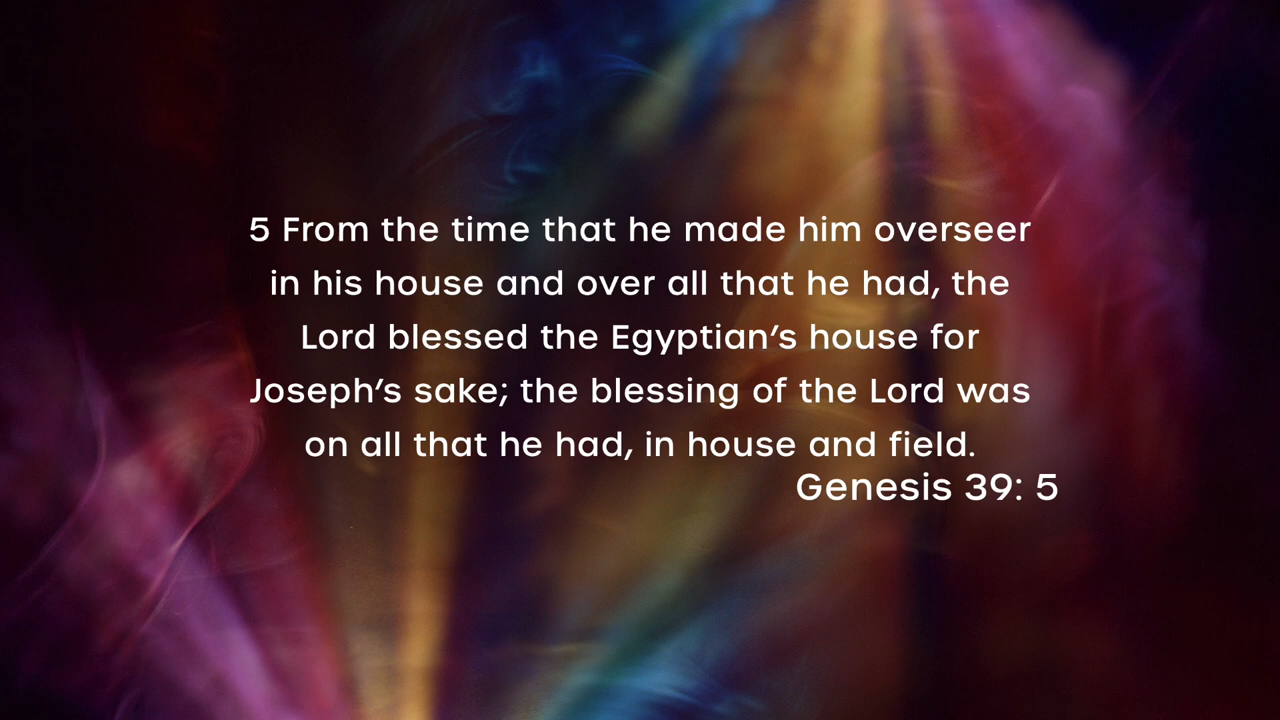 5 From the time that he made him overseer
in his house and over all that he had, the
Lord blessed the Egyptian’s house for
Joseph’s sake; the blessing of the Lord was
on all that he had, in house and field.
Genesis 39: 5